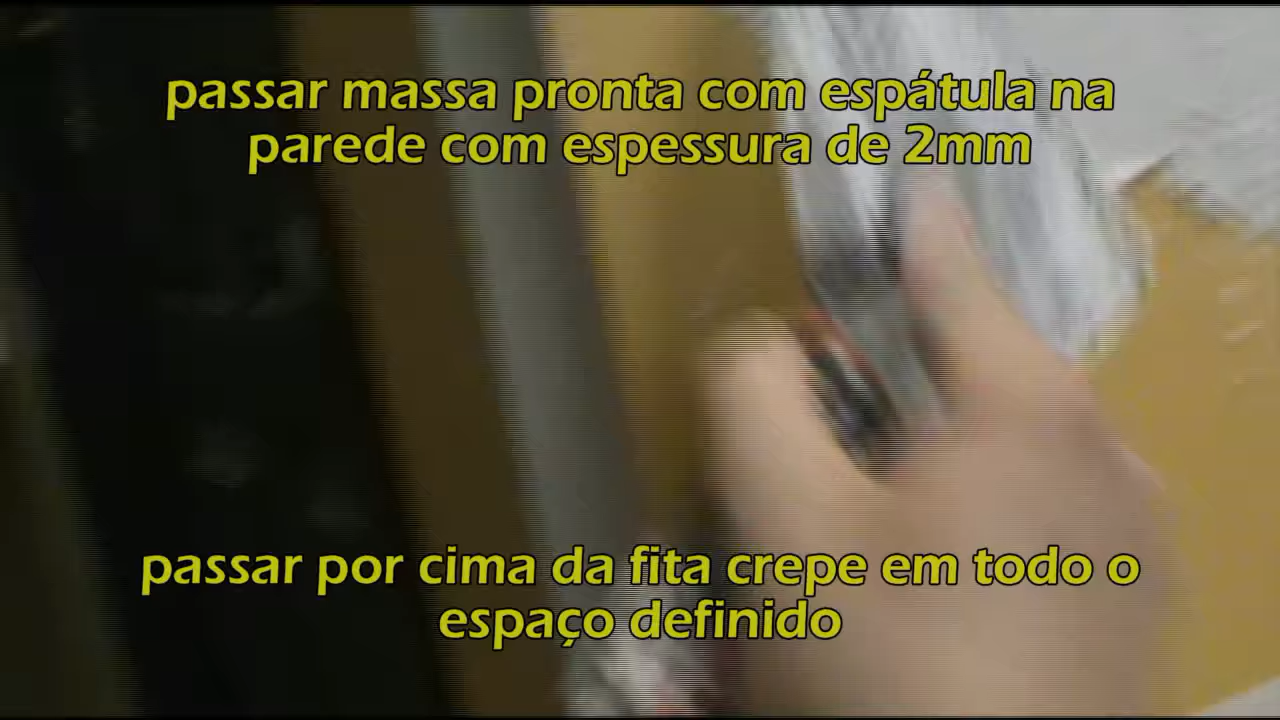 passar massa pronta com espátula na
parede com espessura de 2mm
passar por cima da fita crepe em todo o
espaço definido